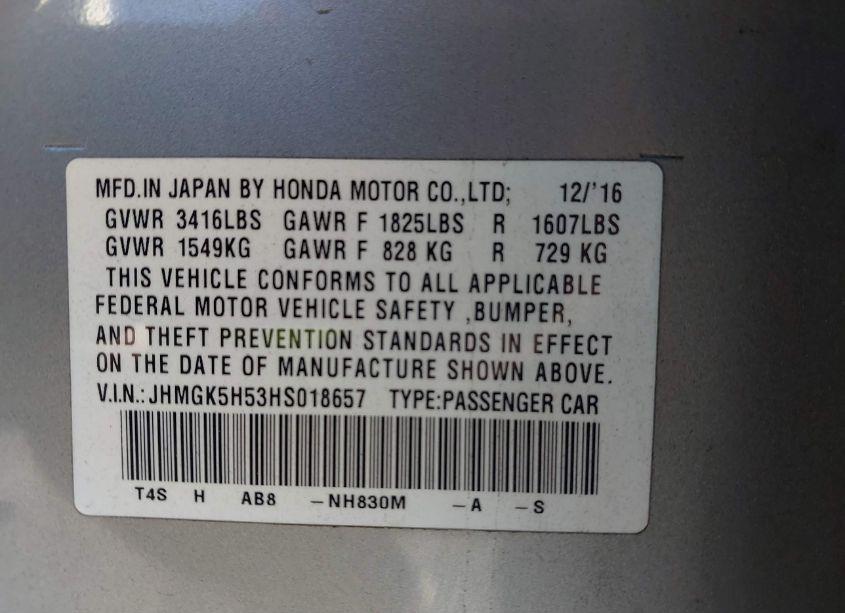 MFD.IN JAPAN BY HONDA MOTOR CO.,LTD; 12/'16
GVWR 3416LBS GAWR F 1825LBS R 1607LBS
GVWR 1549KG GAWR F 828 KG R 729 KG
THIS VEHICLE CONFORMS TO ALL APPLICABLE
FEDERAL MOTOR VEHICLE SAFETY ,BUMPER,
AND THEFT PREVENTION STANDARDS IN EFFECT
ON THE DATE OF MANUFACTURE SHOWN ABOVE.
V.I.N.: JHMGK5H53HS018657 TYPE:PASSENGER CAR
T4S H AB8 –NH830M –A –S